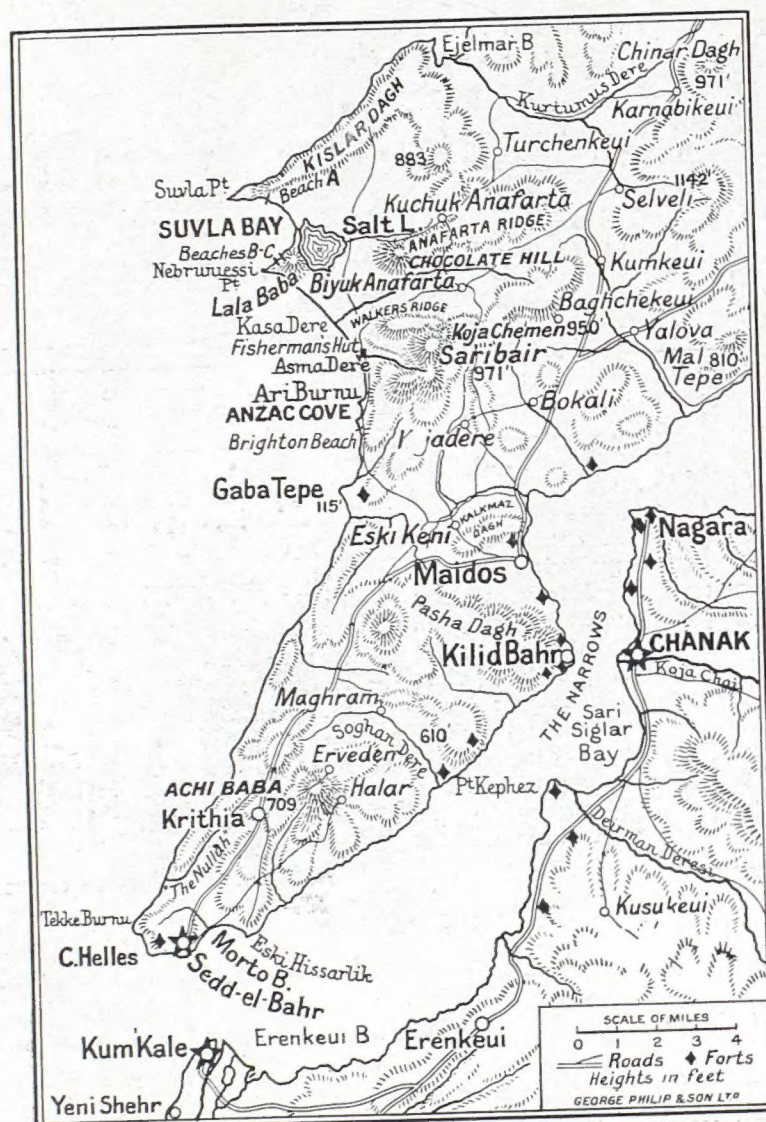 Ejelmar B
Chinar Dagh
971'
Kurtumus Dere
Karnabikeui
KISLAR DAGH
883
Turchenkeui
Beach A
Suvla Pt
1142'
Selveli
Kuchuk Anafarta
SUVLA BAY
Salt L.
ANAFARTA RIDGE
Beaches B-C
CHOCOLATE HILL
Kumkeui
Nebruwessi
Pt
Biyuk Anafarta
Lala Baba
Baghchekeui
WALKERS RIDGE
Kasa Dere
Koja Chemen 950'
Yalova
Fisherman's Hut
Saribair
971'
Mal 810
Tepe
Asma Dere
Ari Burnu
Bokali
ANZAC COVE
Brighton Beach
jadere
Gaba Tepe
115'
KALKMAZ
DAGH
Eski Keni
Nagara
Maidos
Pasha Dagh
Kilid Bahr
THE NARROWS
CHANAK
Koja Chai
Maghram
Sari
Siglar
Bay
Soghan Dere
610'
Erveden
Pt Kephez
ACHI BABA
709
Halar
Krithia
Deirman Deresi
"The Nullah"
Kusukeui
Tekke Burnu
C. Helles
Eski Hissarlik
Morto B.
Sedd-el-Bahr
Erenkeui B
Erenkeui
Kum'Kale
Yeni Shehr
SCALE OF MILES
0 1 2 3 4
Roads Forts
Heights in feet
GEORGE PHILIP & SON LTD